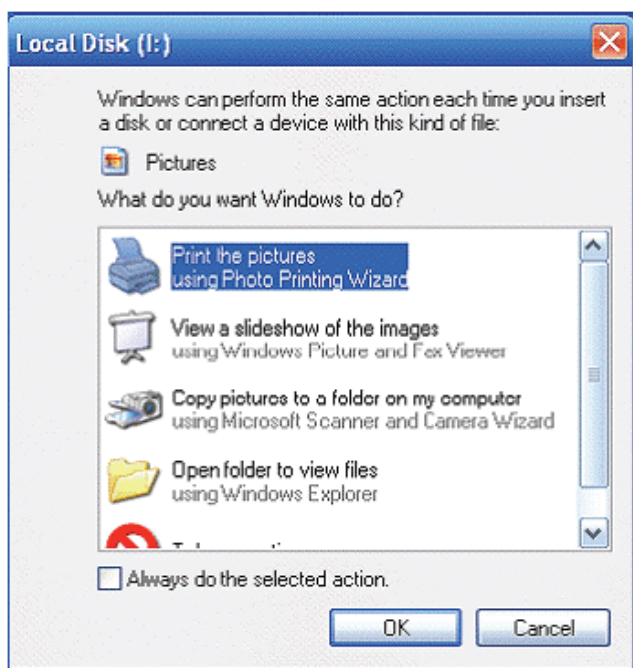 Local Disk (I:)
Windows can perform the same action each time you insert
a disk or connect a device with this kind of file:
Pictures
What do you want Windows to do?
Print the pictures
using Photo Printing Wizard
View a slideshow of the images
using Windows Picture and Fax Viewer
Copy pictures to a folder on my computer
using Microsoft Scanner and Camera Wizard
Open folder to view files
using Windows Explorer
Always do the selected action.
OK
Cancel